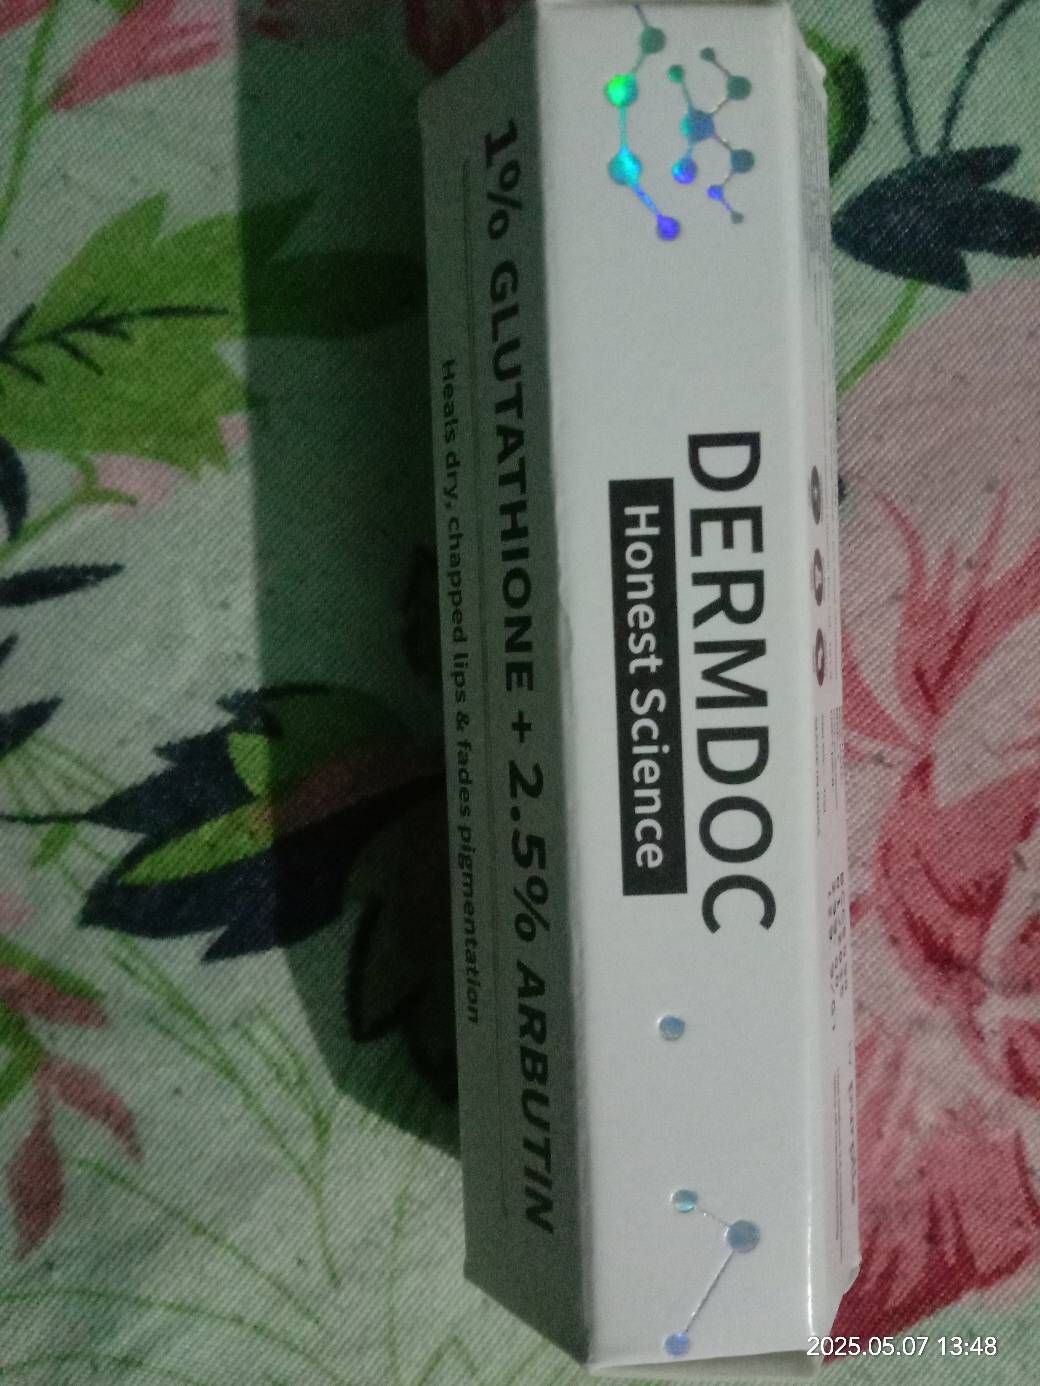 DERMDOC
Honest Science
1% GLUTATHIONE + 2.5% ARBUTIN
Heals dry, chapped lips & fades pigmentation
2025.05.07 13:48